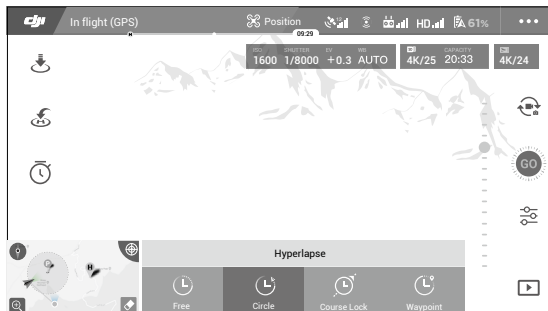 dji In flight (GPS) Position HD 61%
09:29
ISO SHUTTER EV WB CAPACITY
1600 1/8000 +0.3 AUTO 4K/25 20:33 4K/24
H
GO
Hyperlapse
H
Free Circle Course Lock Waypoint